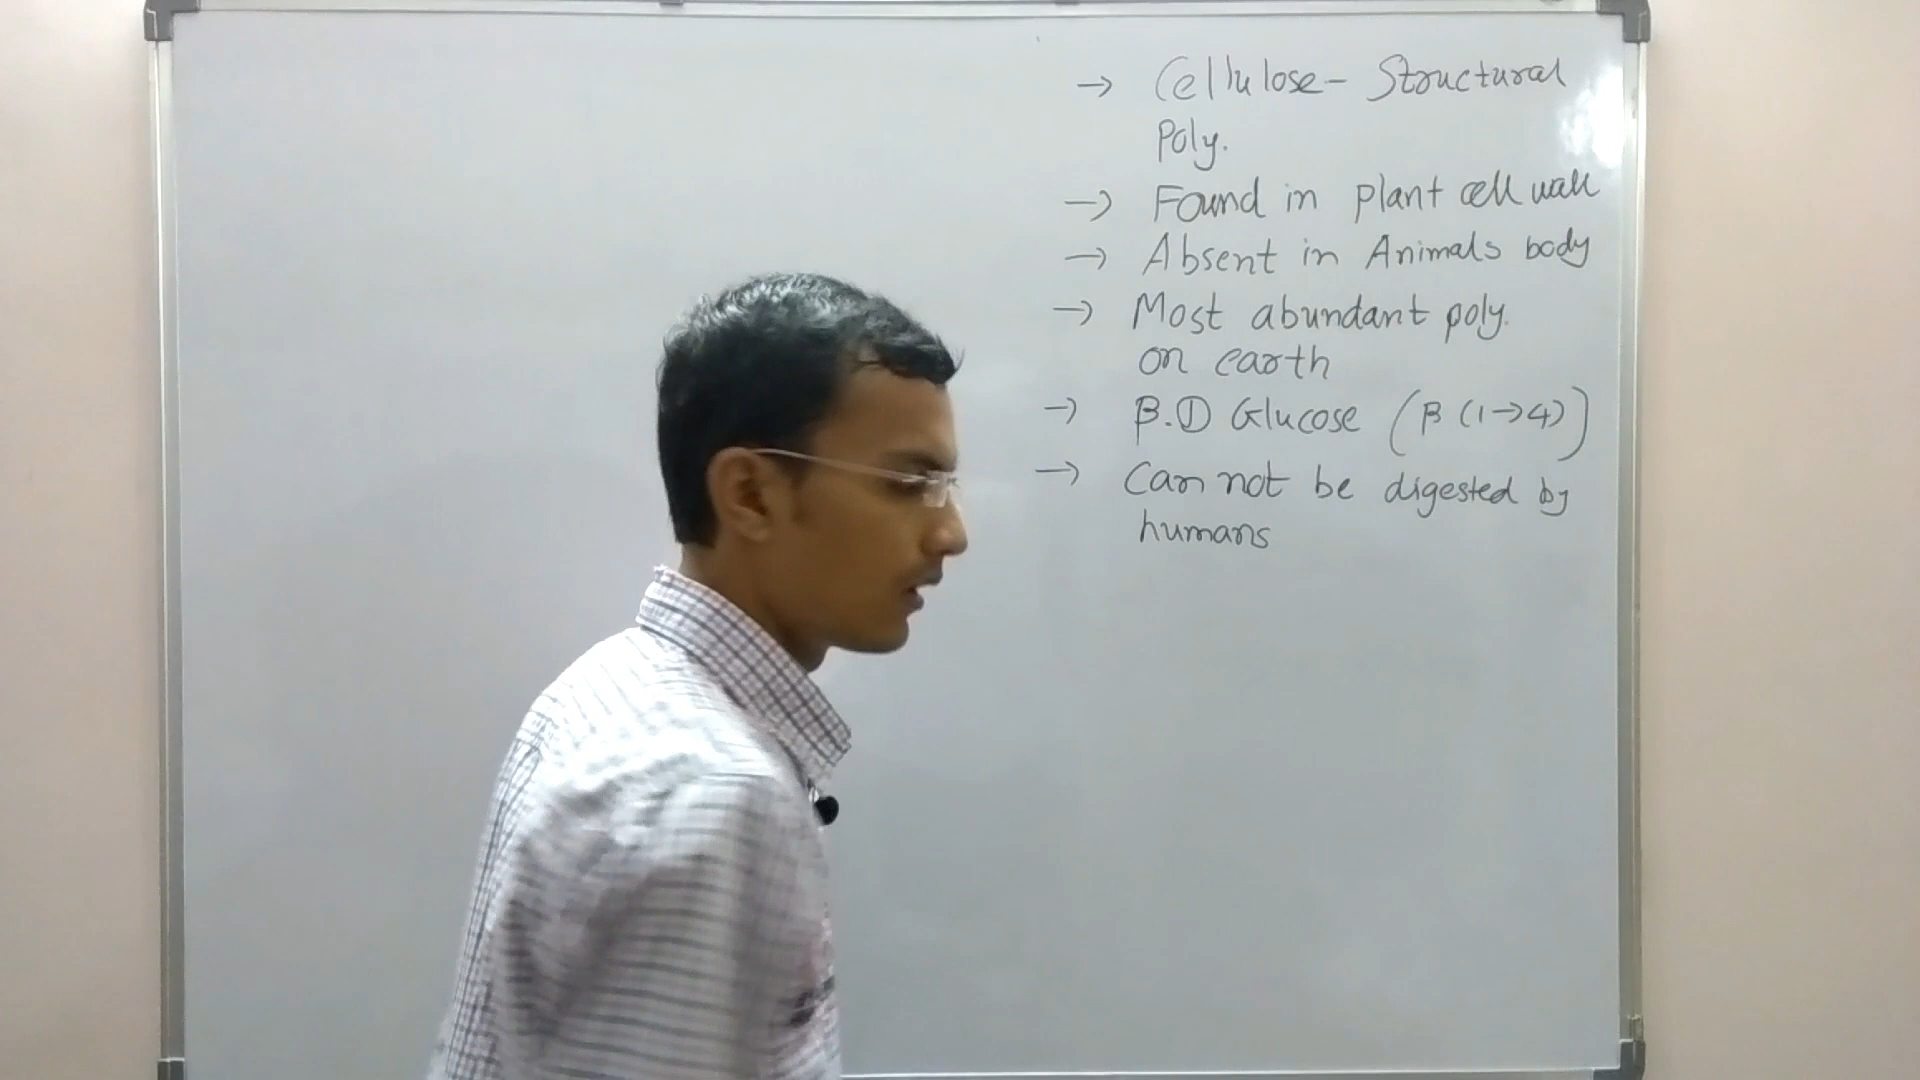 → Cellulose - Structural
Poly.
→ Found in plant cell wall
→ Absent in Animals body
→ Most abundant poly.
on earth
→ β.D Glucose (β (1→4))
→ Can not be digested by
humans